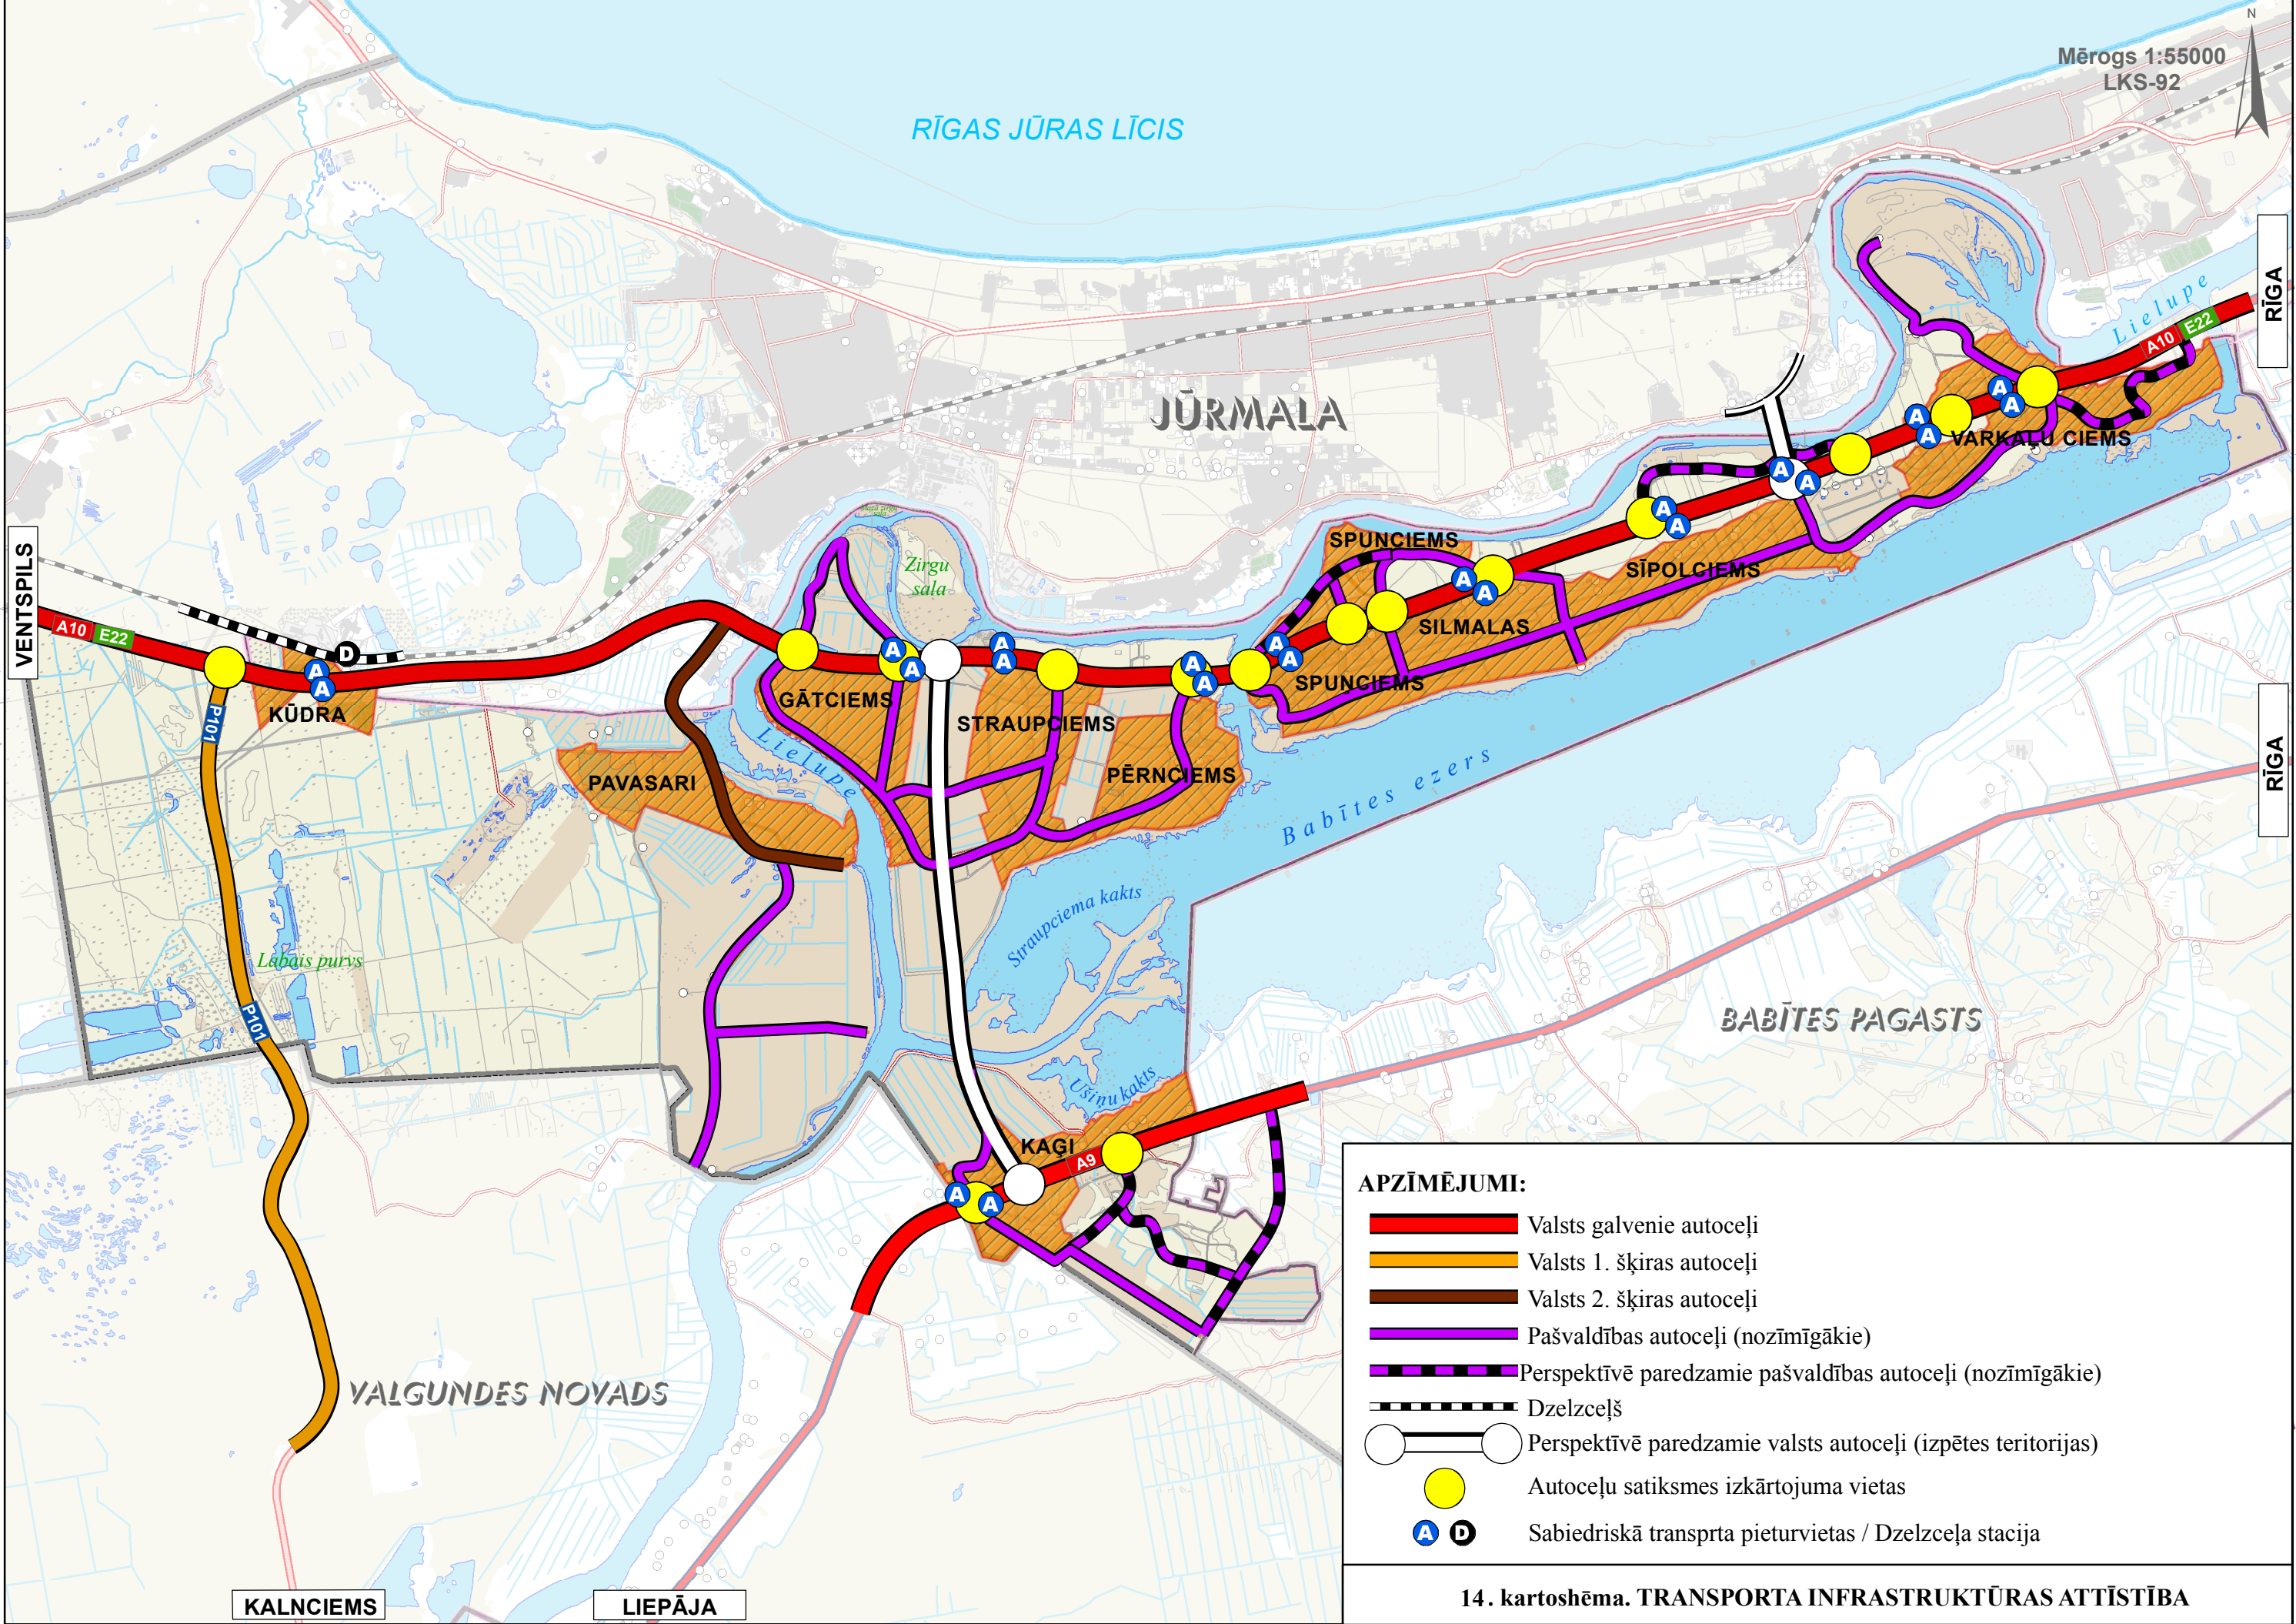 N
Mērogs 1:55000
LKS-92
RĪGAS JŪRAS LĪCIS
RĪGA
Lielupe
A10 E22
JŪRMALA
A
A
A
A
VARKAĻU CIEMS
A
A
A
A
SPUŅCIEMS
SĪPOLCIEMS
A
A
SILMALAS
Zirgu
sala
VENTSPILS
A10 E22
D
A
A
KŪDRA
P101
A
A
A
A
A
A
A
A
SPUŅCIEMS
GĀTCIEMS
STRAUPCIEMS
Lielupe
PAVASARI
PĒRNCIEMS
Babītes ezers
RĪGA
Straupciema kakts
Labais purvs
P101
BABĪTES PAGASTS
Ušiņu kakts
KAĢI
A9
A
A
VALGUNDES NOVADS
KALNCIEMS
LIEPĀJA
APZĪMĒJUMI:
Valsts galvenie autoceļi
Valsts 1. šķiras autoceļi
Valsts 2. šķiras autoceļi
Pašvaldības autoceļi (nozīmīgākie)
Perspektīvē paredzamie pašvaldības autoceļi (nozīmīgākie)
Dzelzceļš
Perspektīvē paredzamie valsts autoceļi (izpētes teritorijas)
Autoceļu satiksmes izkārtojuma vietas
A D Sabiedriskā transprta pieturvietas / Dzelzceļa stacija
14. kartoshēma. TRANSPORTA INFRASTRUKTŪRAS ATTĪSTĪBA